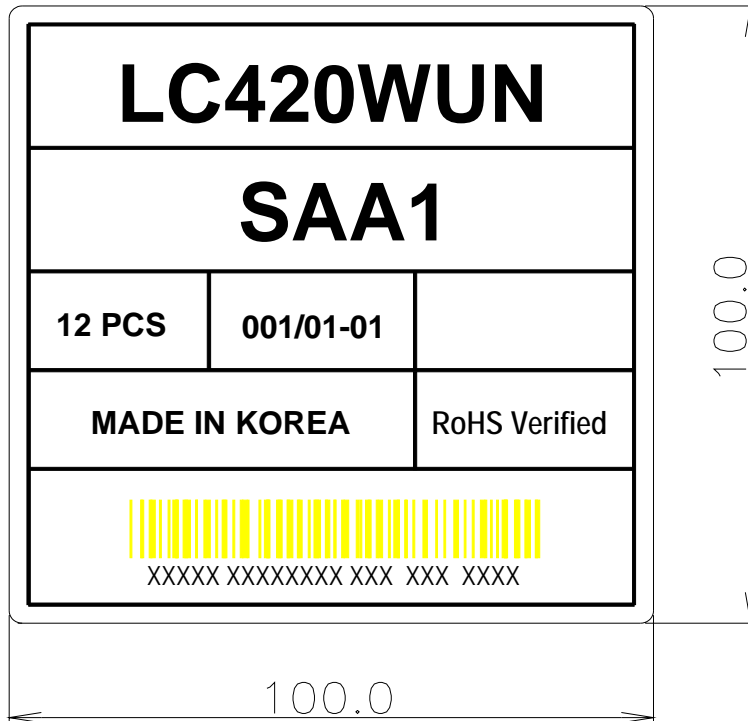 LC420WUN
SAA1
12 PCS 001/01-01
MADE IN KOREA RoHS Verified
XXXXX XXXXXXXX XXX XXX XXXX
100.0
100.0